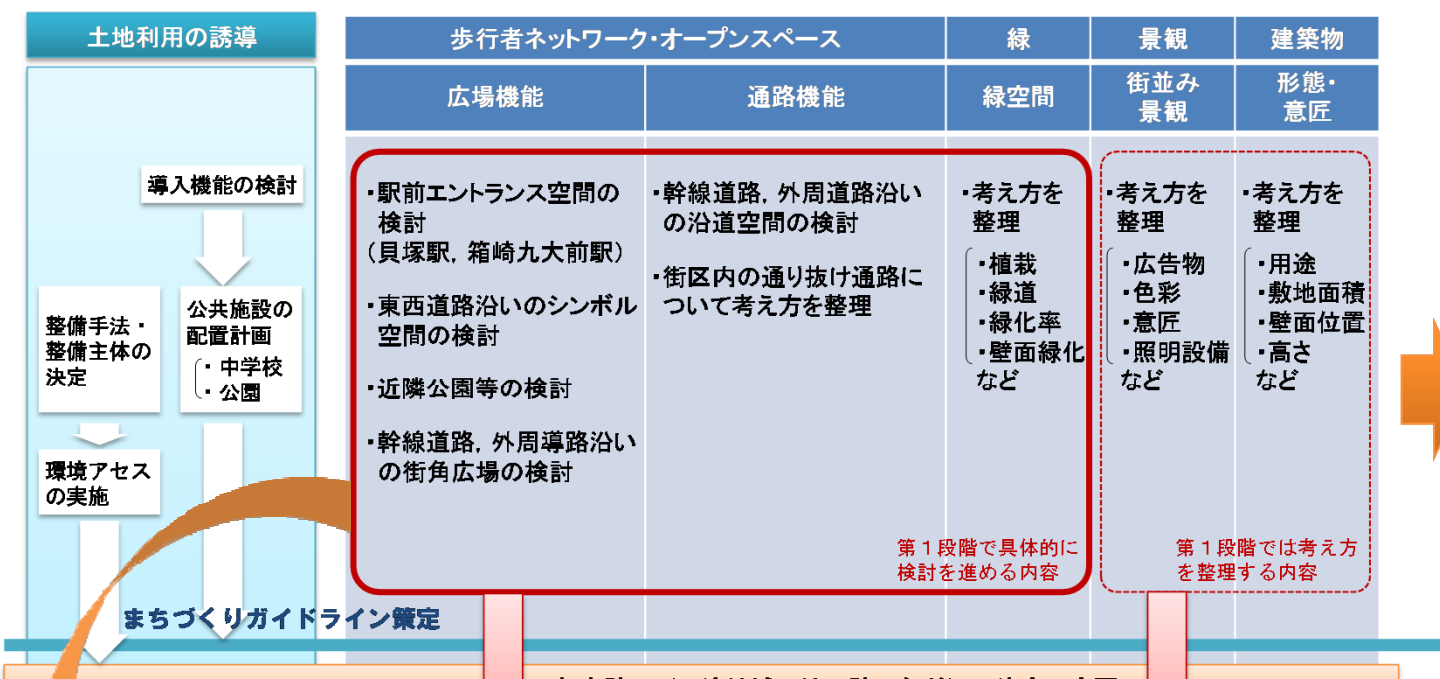 土地利用の誘導
導入機能の検討
整備手法・
整備主体の
決定
公共施設の
配置計画
・中学校
・公園
環境アセス
の実施
歩行者ネットワーク・オープンスペース
緑
景観
建築物
広場機能
通路機能
緑空間
街並み
景観
形態・
意匠
・駅前エントランス空間の
検討
（貝塚駅，箱崎九大前駅）
・東西道路沿いのシンボル
空間の検討
・近隣公園等の検討
・幹線道路，外周導路沿い
の街角広場の検討
・幹線道路，外周道路沿い
の沿道空間の検討
・街区内の通り抜け通路に
ついて考え方を整理
・考え方を
整理
・植栽
・緑道
・緑化率
・壁面緑化
など
・考え方を
整理
・広告物
・色彩
・意匠
・照明設備
など
・考え方を
整理
・用途
・敷地面積
・壁面位置
・高さ
など
第１段階で具体的に
検討を進める内容
第１段階では考え方
を整理する内容
まちづくりガイドライン策定